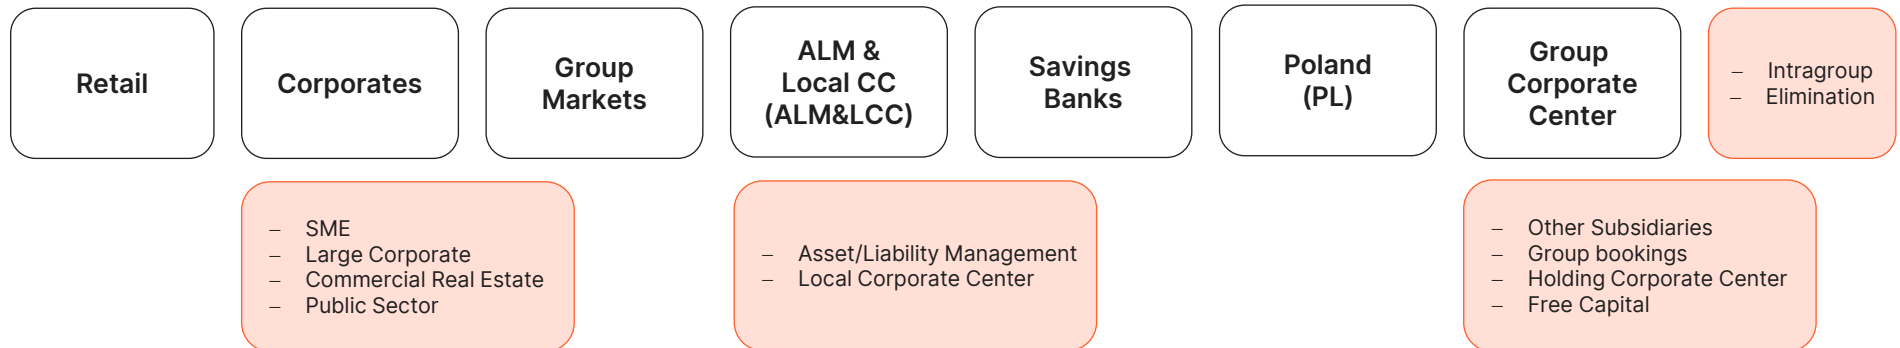 Retail
Corporates
Group
Markets
ALM &
Local CC
(ALM&LCC)
Savings
Banks
Poland
(PL)
Group
Corporate
Center
– Intragroup
– Elimination
– SME
– Large Corporate
– Commercial Real Estate
– Public Sector
– Asset/Liability Management
– Local Corporate Center
– Other Subsidiaries
– Group bookings
– Holding Corporate Center
– Free Capital